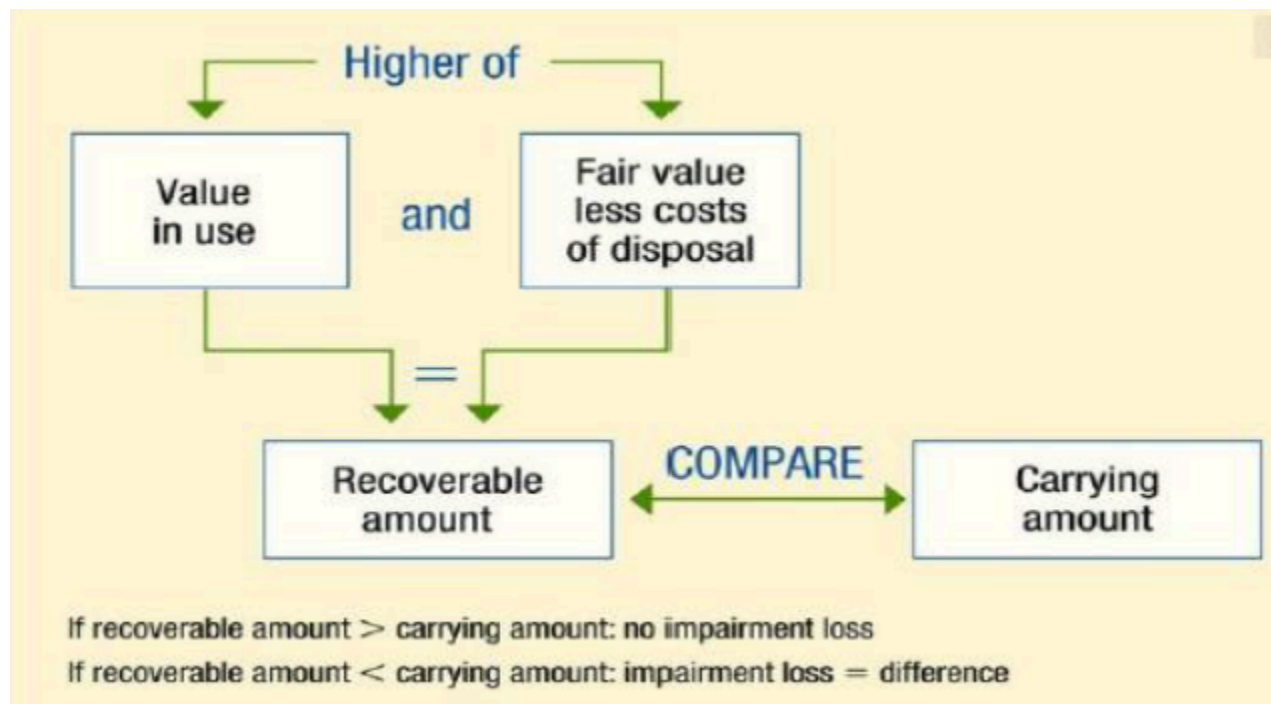 Higher of
Value
in use
and
Fair value
less costs
of disposal
=
Recoverable
amount
COMPARE
Carrying
amount
If recoverable amount > carrying amount: no impairment loss
If recoverable amount < carrying amount: impairment loss = difference